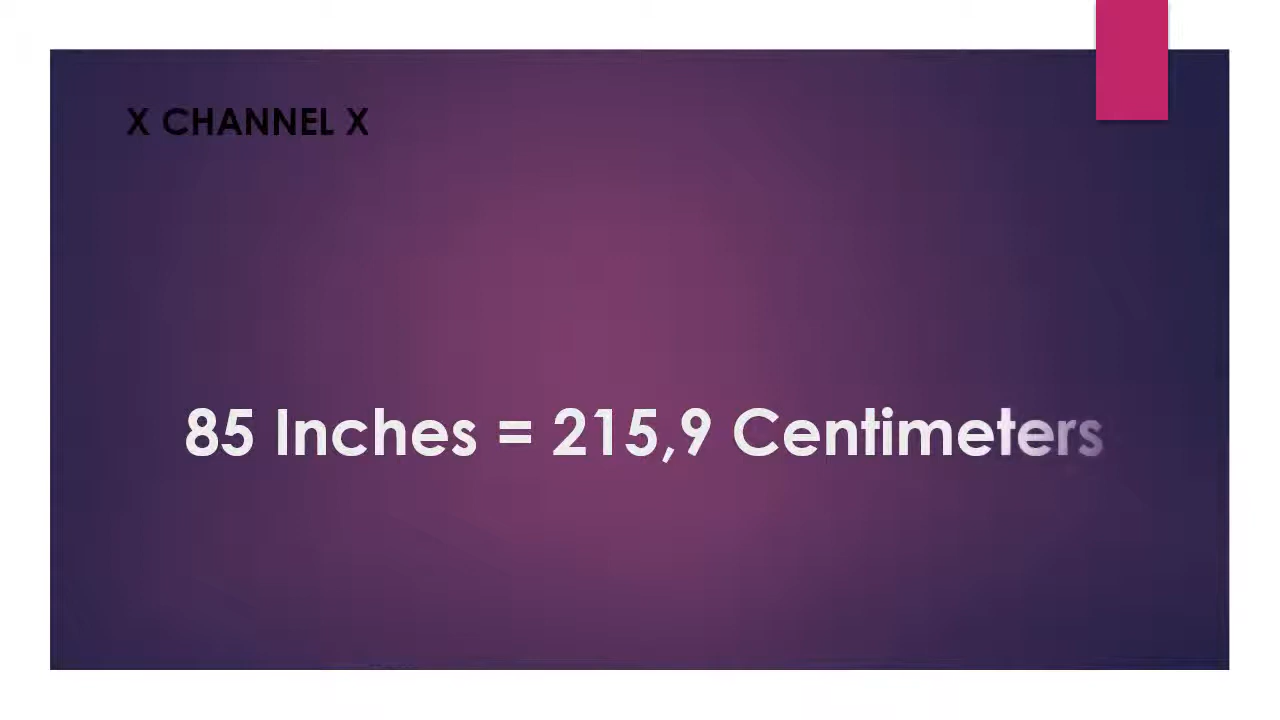 X CHANNEL X
85 Inches = 215,9 Centimeters